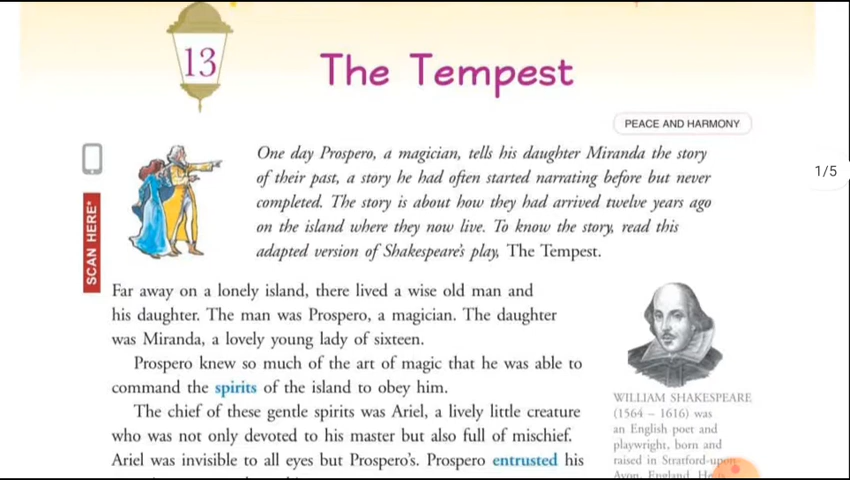 13
The Tempest
PEACE AND HARMONY
1/5
SCAN HERE*
One day Prospero, a magician, tells his daughter Miranda the story
of their past, a story he had often started narrating before but never
completed. The story is about how they had arrived twelve years ago
on the island where they now live. To know the story, read this
adapted version of Shakespeare's play, The Tempest.
Far away on a lonely island, there lived a wise old man and
his daughter. The man was Prospero, a magician. The daughter
was Miranda, a lovely young lady of sixteen.
Prospero knew so much of the art of magic that he was able to
command the spirits of the island to obey him.
The chief of these gentle spirits was Ariel, a lively little creature
who was not only devoted to his master but also full of mischief.
Ariel was invisible to all eyes but Prospero's. Prospero entrusted his
WILLIAM SHAKESPEARE
(1564 – 1616) was
an English poet and
playwright, born and
raised in Stratford-upon-
Avon, England. He